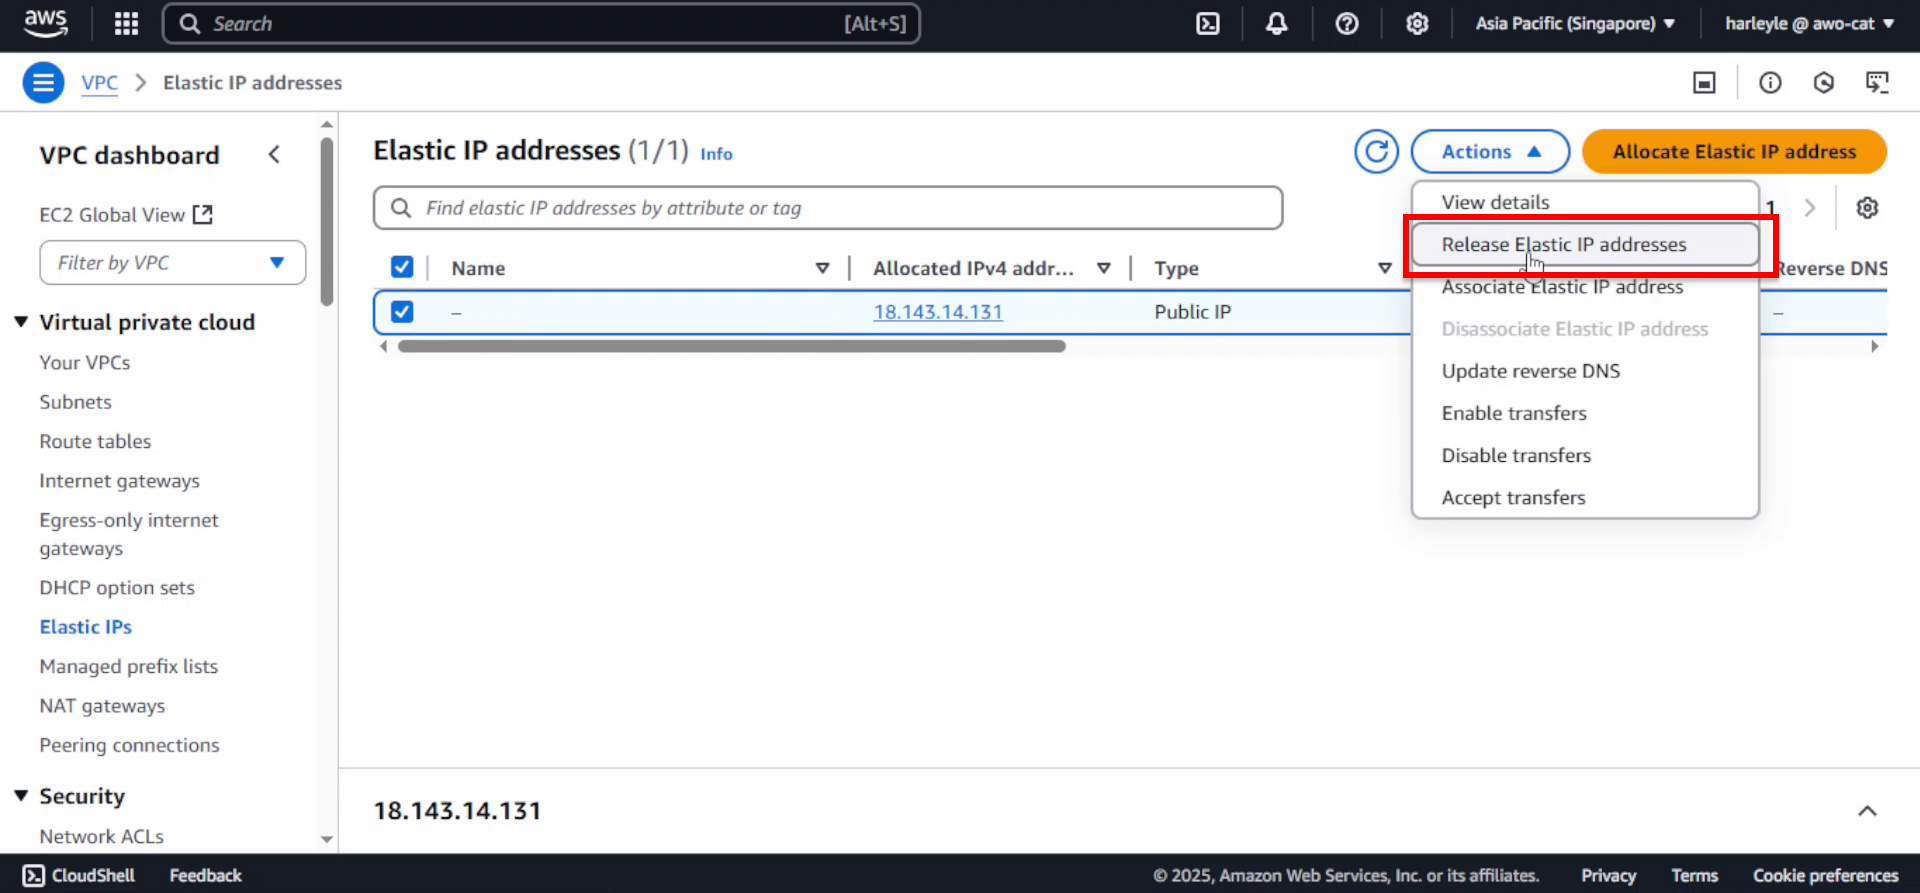 aws
Search
[Alt+S]
Asia Pacific (Singapore)
harleyle @ awo-cat
VPC
Elastic IP addresses
VPC dashboard
EC2 Global View
Filter by VPC
Virtual private cloud
Your VPCs
Subnets
Route tables
Internet gateways
Egress-only internet
gateways
DHCP option sets
Elastic IPs
Managed prefix lists
NAT gateways
Peering connections
Security
Network ACLs
Elastic IP addresses (1/1) Info
Actions
Allocate Elastic IP address
Find elastic IP addresses by attribute or tag
1
Name
Allocated IPv4 addr...
Type
Reverse DNS
–
18.143.14.131
Public IP
–
View details
Release Elastic IP addresses
Associate Elastic IP address
Disassociate Elastic IP address
Update reverse DNS
Enable transfers
Disable transfers
Accept transfers
18.143.14.131
CloudShell
Feedback
© 2025, Amazon Web Services, Inc. or its affiliates.
Privacy
Terms
Cookie preferences